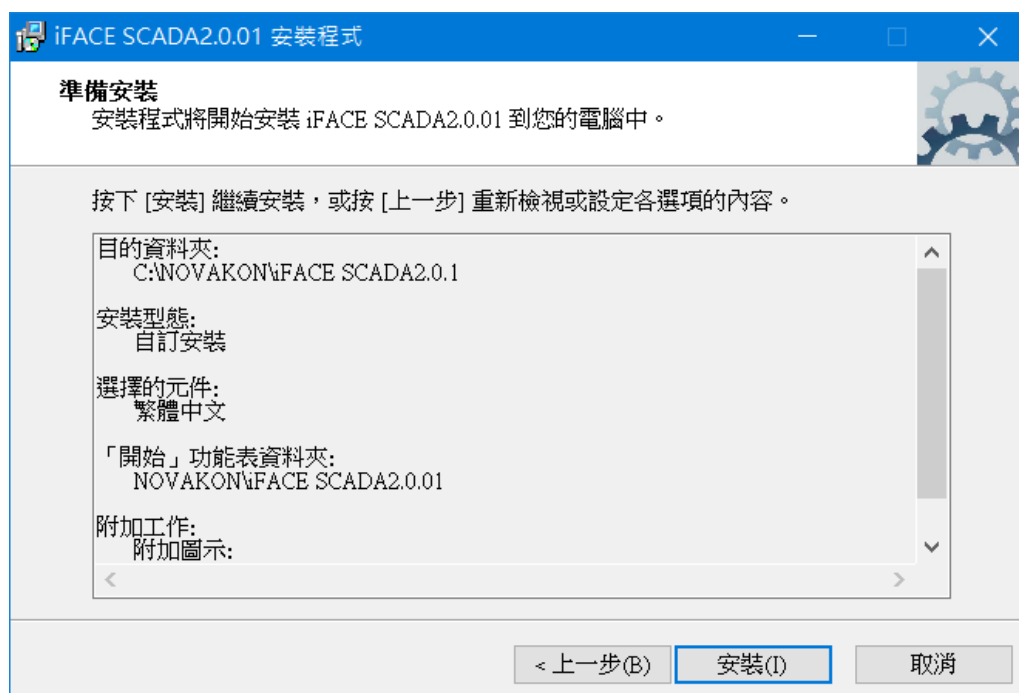 iFACE SCADA2.0.01 安裝程式
準備安裝
安裝程式將開始安裝 iFACE SCADA2.0.01 到您的電腦中。
按下 [安裝] 繼續安裝，或按 [上一步] 重新檢視或設定各選項的內容。
目的資料夾:
C:\NOVAKON\iFACE SCADA2.0.1
安裝型態:
自訂安裝
選擇的元件:
繁體中文
「開始」功能表資料夾:
NOVAKON\iFACE SCADA2.0.01
附加工作:
附加圖示:
< 上一步(B)
安裝(I)
取消